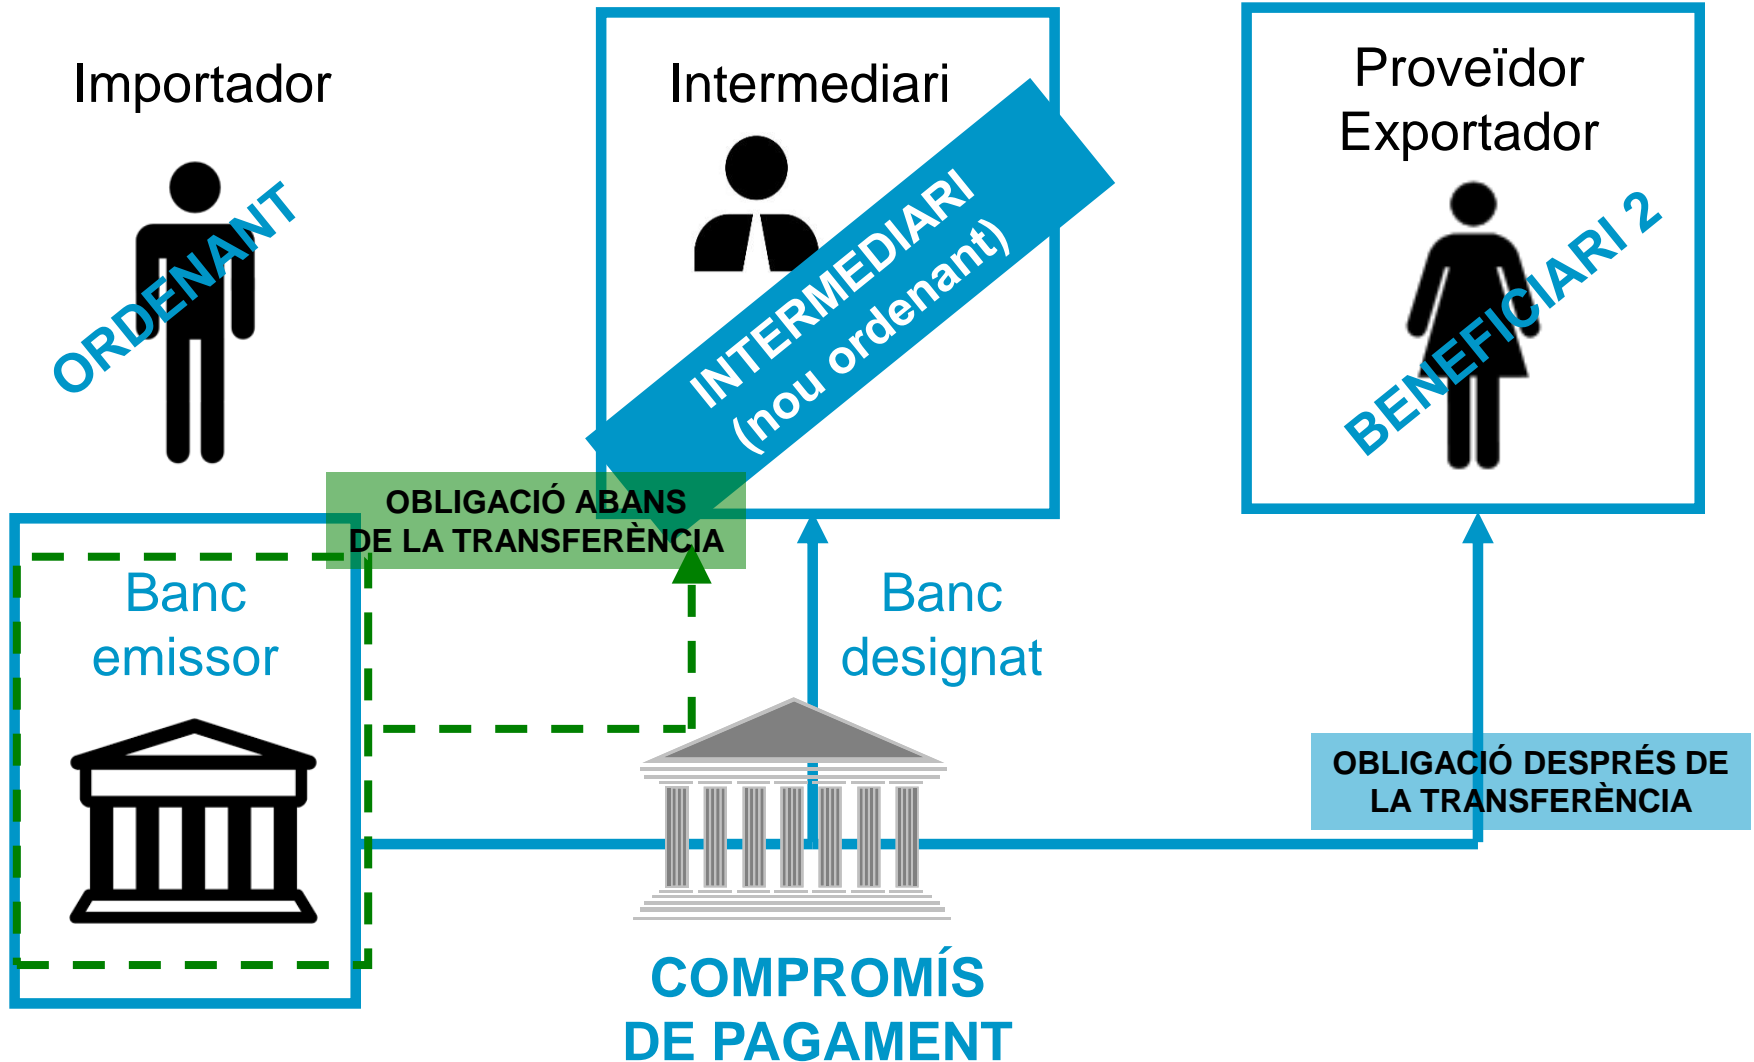 Importador
ORDENANT
Intermediari
INTERMEDIARI
(nou ordenant)
Proveïdor
Exportador
BENEFICIARI 2
OBLIGACIÓ ABANS
DE LA TRANSFERÈNCIA
Banc
emissor
Banc
designat
OBLIGACIÓ DESPRÉS DE
LA TRANSFERÈNCIA
COMPROMÍS
DE PAGAMENT